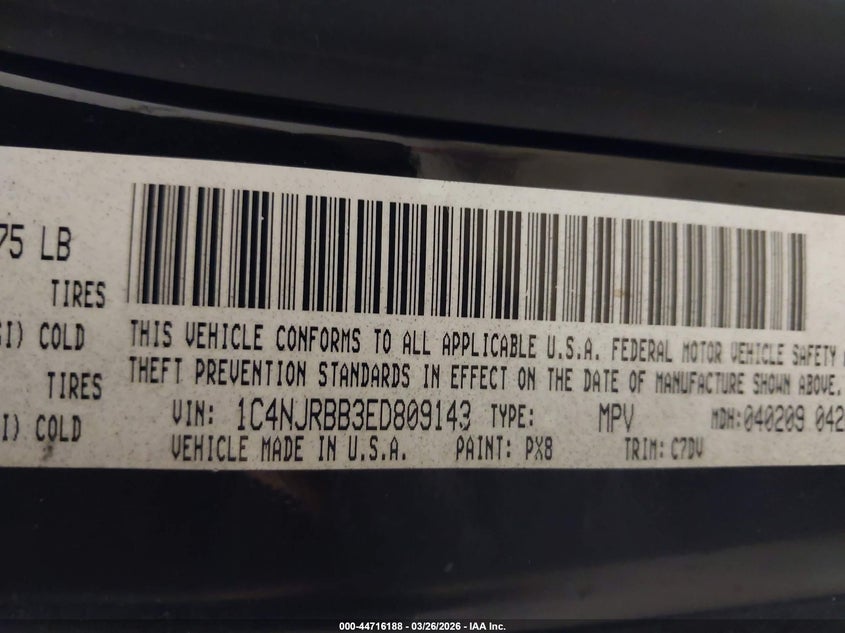 75 LB
TIRES
SI) COLD
TIRES
I) COLD
THIS VEHICLE CONFORMS TO ALL APPLICABLE U.S.A. FEDERAL MOTOR VEHICLE SAFETY
THEFT PREVENTION STANDARDS IN EFFECT ON THE DATE OF MANUFACTURE SHOWN ABOVE.
VIN: 1C4NJRBB3ED809143 TYPE: MPV MDH:040209 042
VEHICLE MADE IN U.S.A. PAINT: PX8 TRIM: C7DV
000-44716188 - 03/26/2026 - IAA Inc.